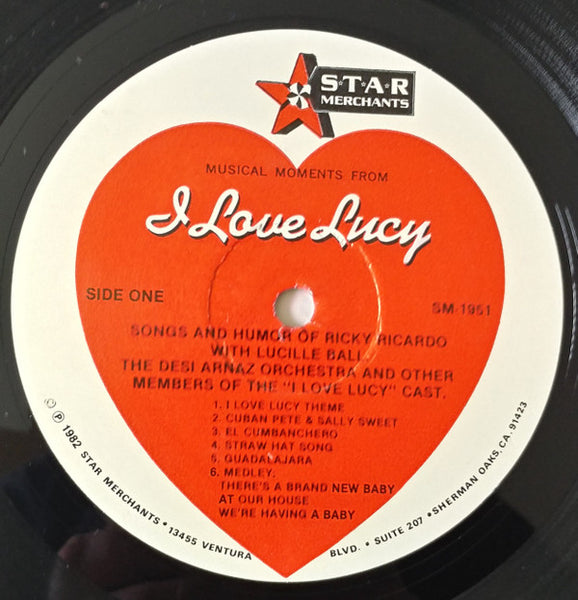 S★T★A★R
MERCHANTS
MUSICAL MOMENTS FROM
I Love Lucy
SIDE ONE
SM-1951
SONGS AND HUMOR OF RICKY RICARDO
WITH LUCILLE BALL
THE DESI ARNAZ ORCHESTRA AND OTHER
MEMBERS OF THE "I LOVE LUCY" CAST.
1. I LOVE LUCY THEME
2. CUBAN PETE & SALLY SWEET
3. EL CUMBANCHERO
4. STRAW HAT SONG
5. GUADALAJARA
6. MEDLEY:
THERE'S A BRAND NEW BABY
AT OUR HOUSE
WE'RE HAVING A BABY
© ℗ 1982 STAR MERCHANTS • 13455 VENTURA BLVD. • SUITE 207 • SHERMAN OAKS, CA. 91423